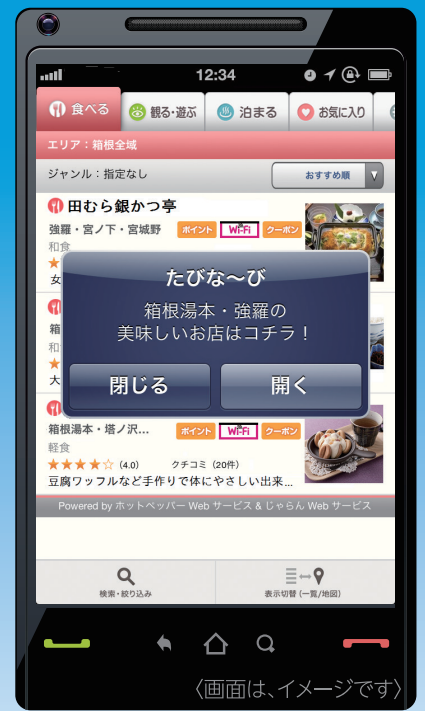 12:34
食べる
観る・遊ぶ
泊まる
お気に入り
エリア：箱根全域
ジャンル：指定なし
おすすめ順
田むら銀かつ亭
強羅・宮ノ下・宮城野 ポイント Wi-Fi クーポン
和食
たびな〜び
箱根湯本・強羅の
美味しいお店はコチラ！
閉じる
開く
女
箱
和
大
箱根湯本・塔ノ沢... ポイント Wi-Fi クーポン
軽食
★★★★☆ (4.0) クチコミ（20件）
豆腐ワッフルなど手作りで体にやさしい出来...
Powered by ホットペッパー Web サービス & じゃらん Web サービス
検索・絞り込み
表示切替（一覧/地図）
〈画面は、イメージです〉